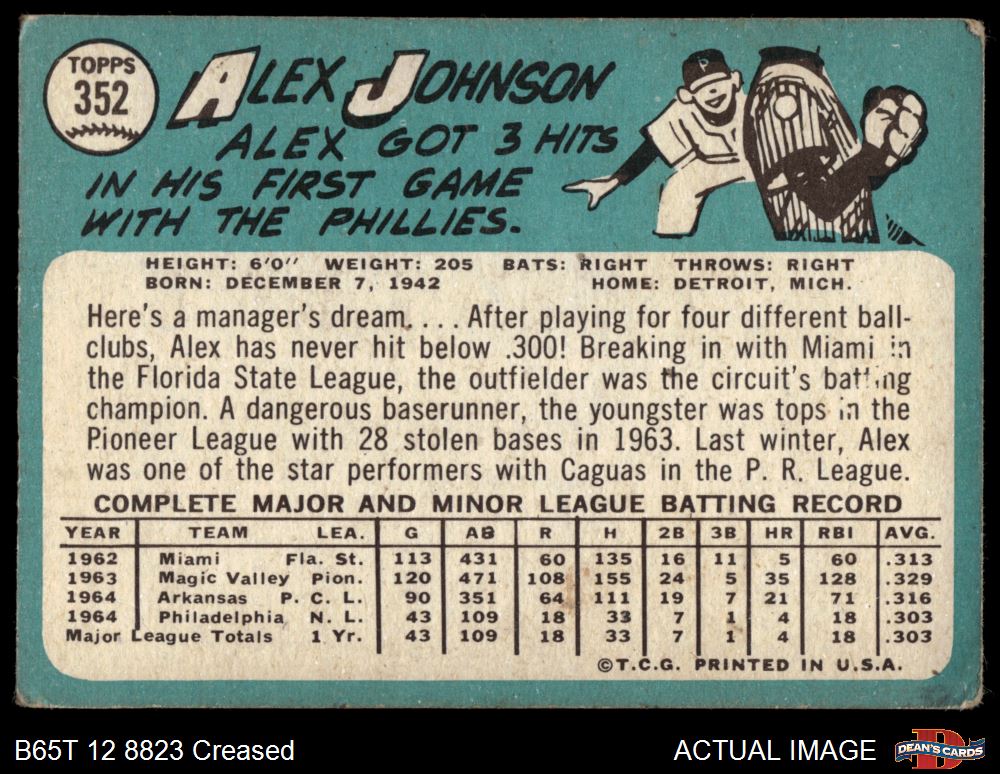 TOPPS
352
ALEX JOHNSON
ALEX GOT 3 HITS
IN HIS FIRST GAME
WITH THE PHILLIES.
P
HEIGHT: 6'0" WEIGHT: 205 BATS: RIGHT THROWS: RIGHT
BORN: DECEMBER 7, 1942 HOME: DETROIT, MICH.
Here's a manager's dream.... After playing for four different ball-
clubs, Alex has never hit below .300! Breaking in with Miami in
the Florida State League, the outfielder was the circuit's batting
champion. A dangerous baserunner, the youngster was tops in the
Pioneer League with 28 stolen bases in 1963. Last winter, Alex
was one of the star performers with Caguas in the P. R. League.
COMPLETE MAJOR AND MINOR LEAGUE BATTING RECORD
YEAR TEAM LEA. G AB R H 2B 3B HR RBI AVG.
1962 Miami Fla. St. 113 431 60 135 16 11 5 60 .313
1963 Magic Valley Pion. 120 471 108 155 24 5 35 128 .329
1964 Arkansas P. C. L. 90 351 64 111 19 7 21 71 .316
1964 Philadelphia N. L. 43 109 18 33 7 1 4 18 .303
Major League Totals 1 Yr. 43 109 18 33 7 1 4 18 .303
©T.C.G. PRINTED IN U.S.A.
B65T 12 8823 Creased
ACTUAL IMAGE
DEAN'S CARDS